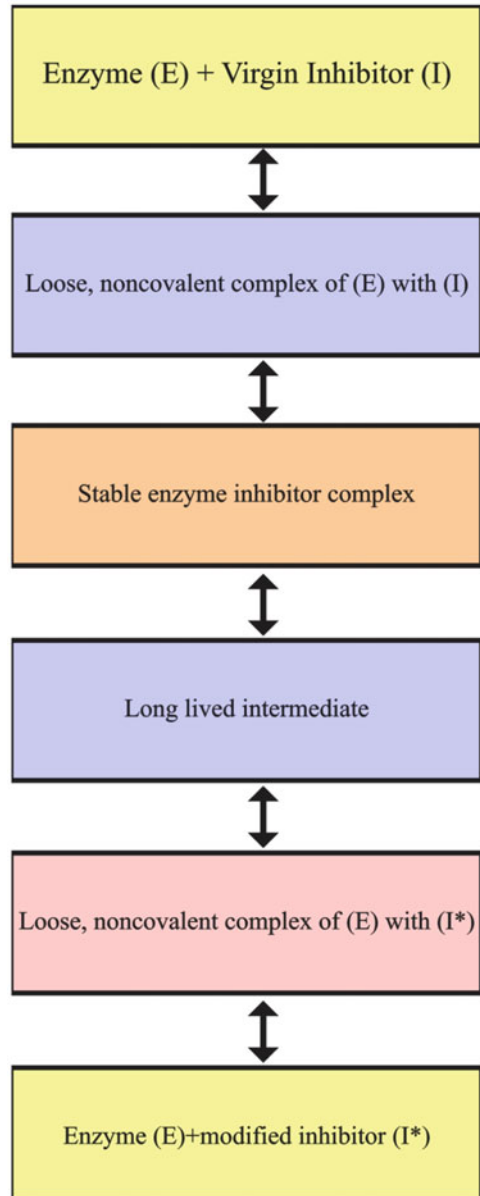 Enzyme (E) + Virgin Inhibitor (I)
Loose, noncovalent complex of (E) with (I)
Stable enzyme inhibitor complex
Long lived intermediate
Loose, noncovalent complex of (E) with (I*)
Enzyme (E)+modified inhibitor (I*)